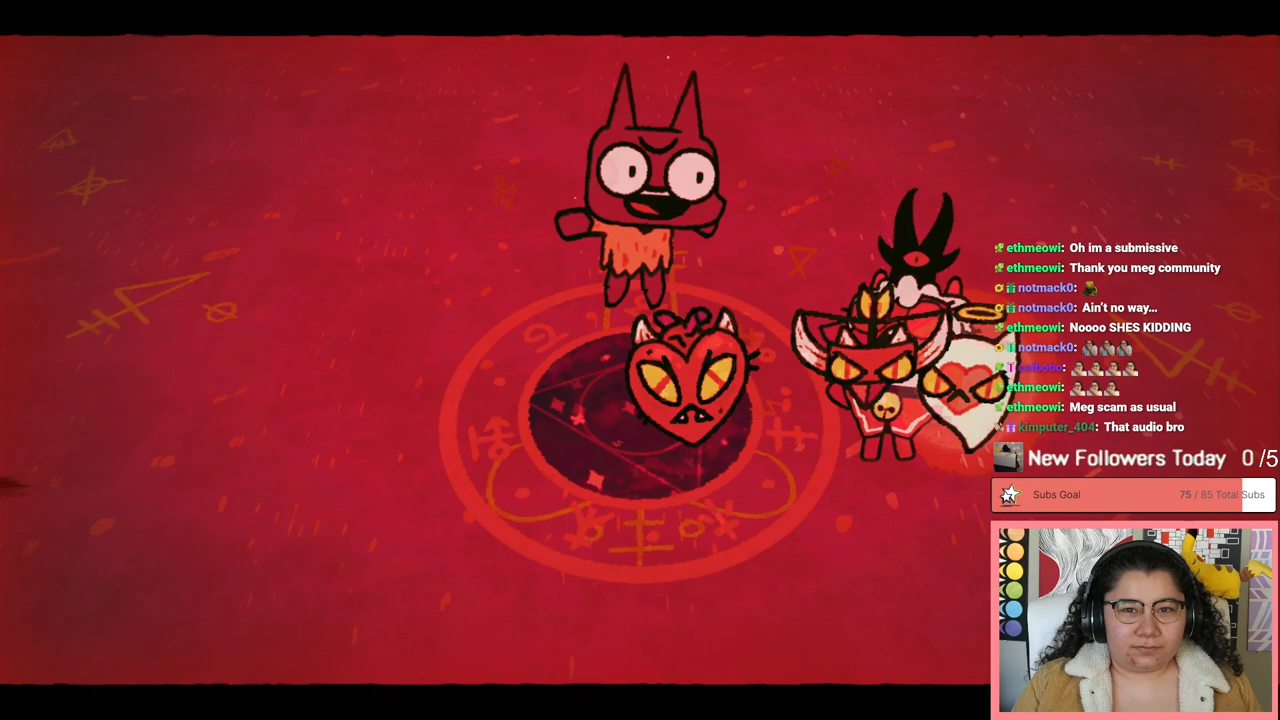 ethmeowi: Oh im a submissive
ethmeowi: Thank you meg community
notmack0:
notmack0: Ain't no way...
ethmeowi: Noooo SHES KIDDING
notmack0:
ethmeowi:
ethmeowi: Meg scam as usual
kimputer_404: That audio bro
New Followers Today 0 /5
Subs Goal 75 / 85 Total Subs